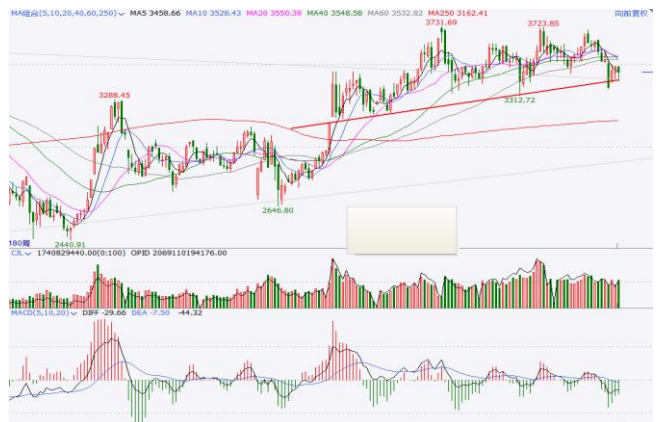 MA组合(5,10,20,40,60,250) MA5 3458.66 MA10 3528.43 MA20 3550.38 MA40 3548.58 MA60 3532.82 MA250 3162.41 向前复权
3731.69 3723.85
3288.45
3312.72
2646.80
2440.91
480周
CJL 1740829440.00(0:100) OPID 2069110194176.00
MACD(5,10,20) DIFF -29.66 DEA -7.50 -44.32